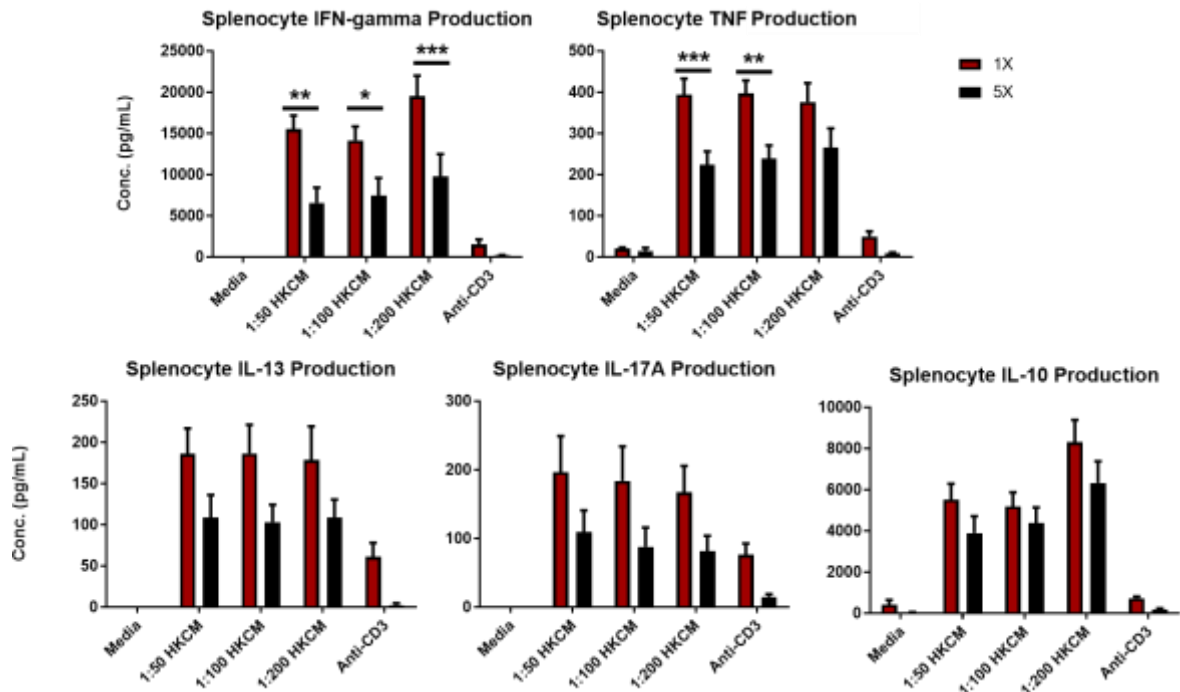 Splenocyte IFN-gamma Production
Conc. (pg/mL)
25000
20000
15000
10000
5000
0
**
*
***
Media
1:50 HKCM
1:100 HKCM
1:200 HKCM
Anti-CD3
Splenocyte TNF Production
500
400
300
200
100
0
***
**
Media
1:50 HKCM
1:100 HKCM
1:200 HKCM
Anti-CD3
1X
5X
Splenocyte IL-13 Production
Conc. (pg/mL)
250
200
150
100
50
0
Media
1:50 HKCM
1:100 HKCM
1:200 HKCM
Anti-CD3
Splenocyte IL-17A Production
300
200
100
0
Media
1:50 HKCM
1:100 HKCM
1:200 HKCM
Anti-CD3
Splenocyte IL-10 Production
10000
8000
6000
4000
2000
0
Media
1:50 HKCM
1:100 HKCM
1:200 HKCM
Anti-CD3